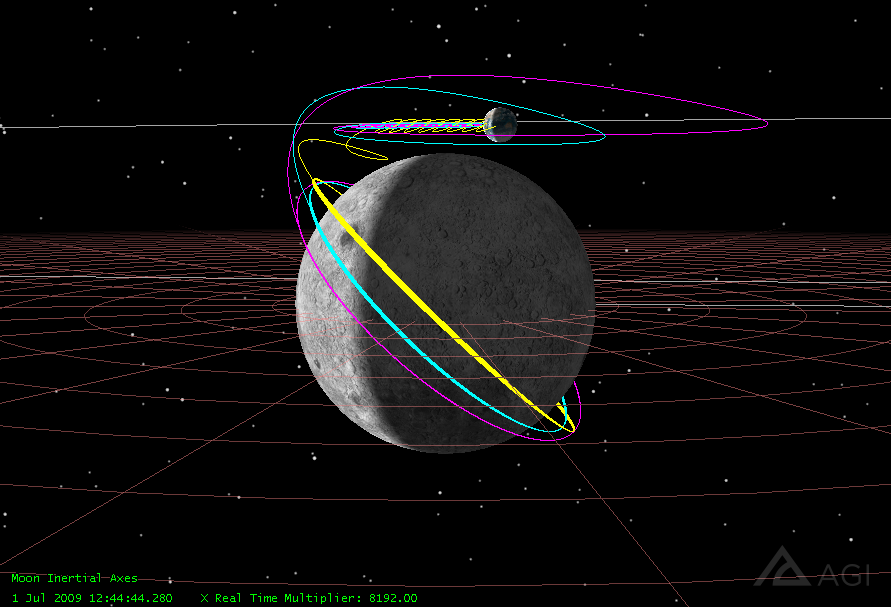 Moon Inertial Axes
1 Jul 2009 12:44:44.280 X Real Time Multiplier: 8192.00
AGI